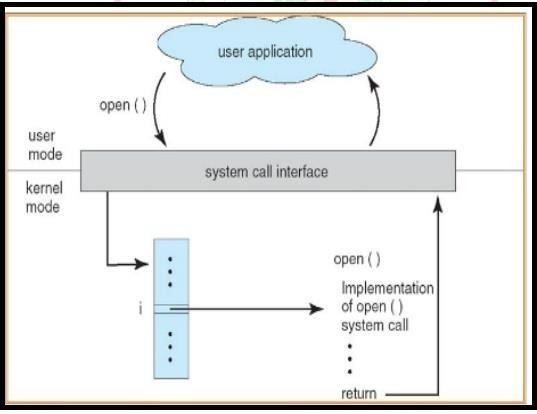 user application
open ( )
user
mode
system call interface
kernel
mode
open ( )
Implementation
of open ( )
system call
i
return